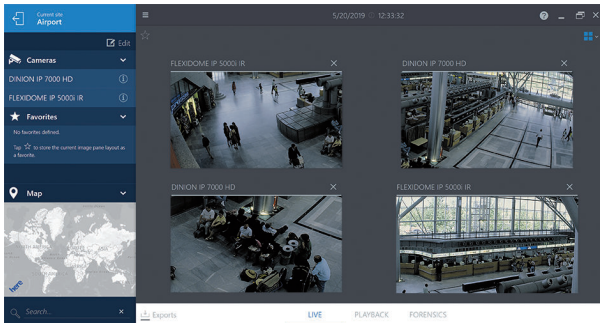 Current site
Airport
Edit
Cameras
DINION IP 7000 HD
FLEXIDOME IP 5000i IR
Favorites
No favorites defined.
Tap ☆ to store the current image pane layout as
a favorite.
Map
here
Search...
5/20/2019 12:33:32
FLEXIDOME IP 5000i IR
DINION IP 7000 HD
DINION IP 7000 HD
FLEXIDOME IP 5000i IR
Exports
LIVE
PLAYBACK
FORENSICS